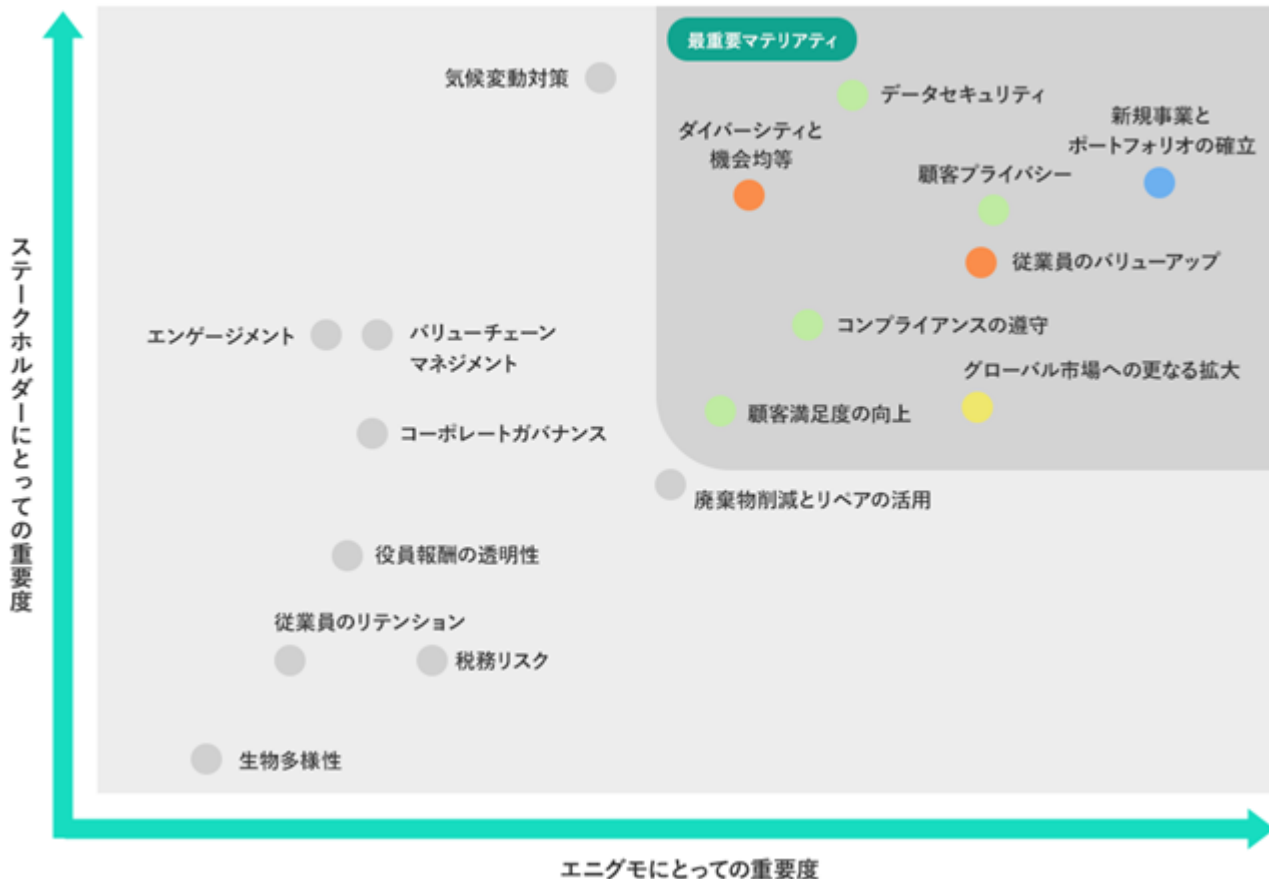 最重要マテリアティ
気候変動対策
データセキュリティ
ダイバーシティと
機会均等
新規事業と
ポートフォリオの確立
顧客プライバシー
従業員のバリューアップ
コンプライアンスの遵守
エンゲージメント
バリューチェーン
マネジメント
グローバル市場への更なる拡大
顧客満足度の向上
コーポレートガバナンス
廃棄物削減とリペアの活用
役員報酬の透明性
従業員のリテンション
税務リスク
生物多様性
ステークホルダーにとっての重要度
エニグモにとっての重要度